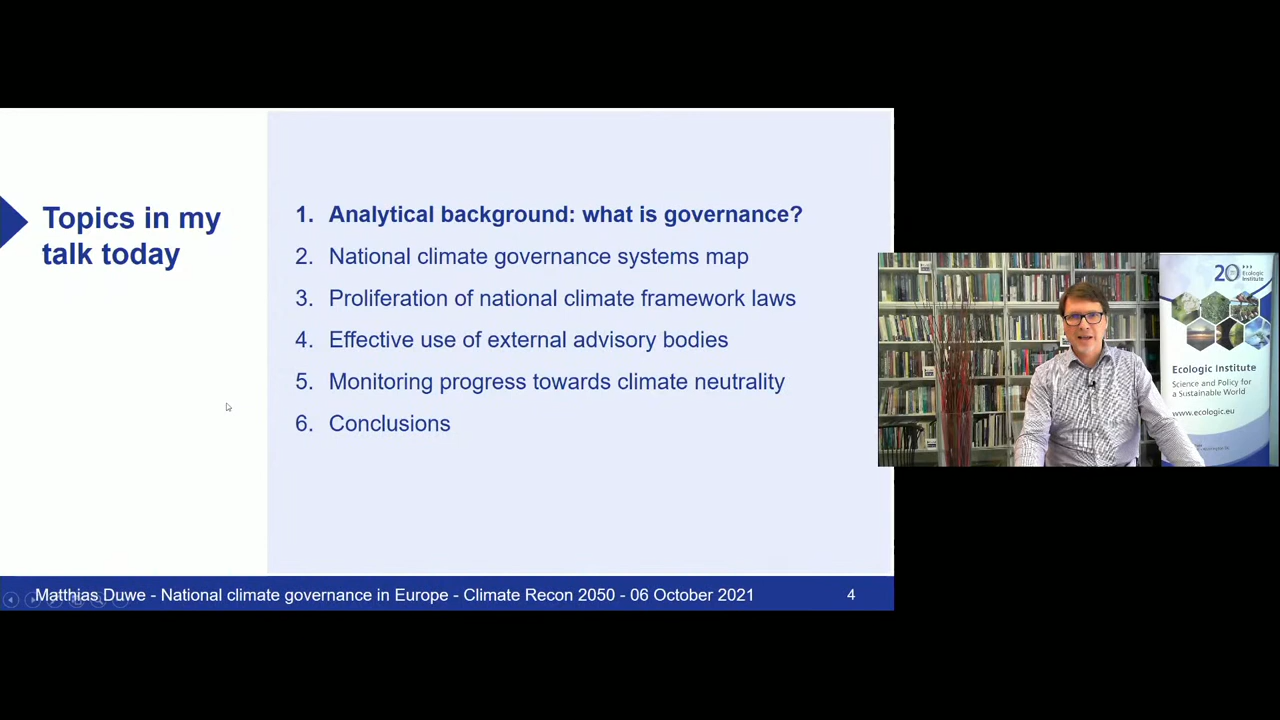 Topics in my
talk today
1. Analytical background: what is governance?
2. National climate governance systems map
3. Proliferation of national climate framework laws
4. Effective use of external advisory bodies
5. Monitoring progress towards climate neutrality
6. Conclusions
Matthias Duwe - National climate governance in Europe - Climate Recon 2050 - 06 October 2021
4
20
Ecologic
Institute
Ecologic Institute
Science and Policy for
a Sustainable World
www.ecologic.eu